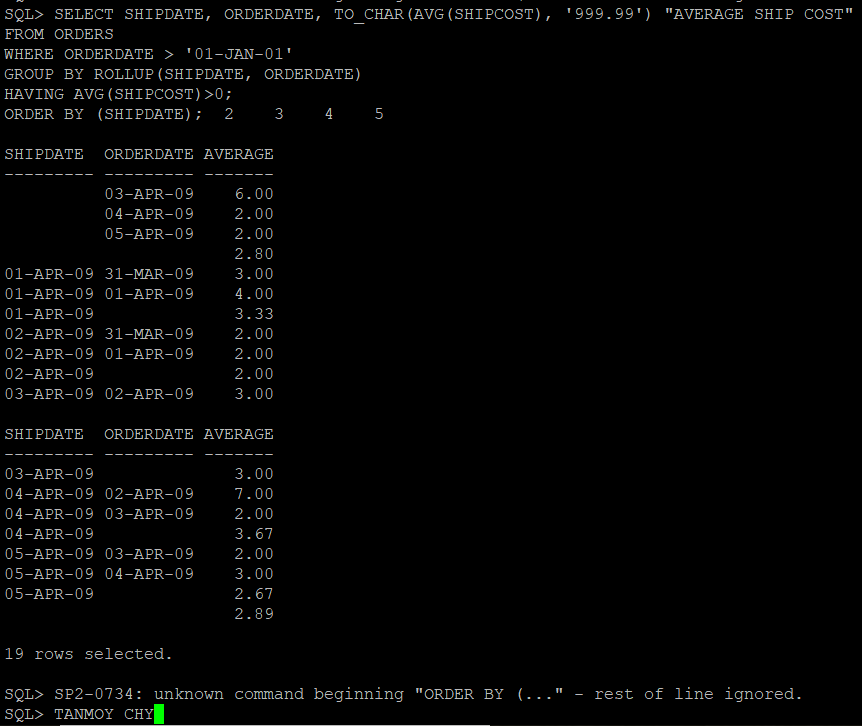 SQL> SELECT SHIPDATE, ORDERDATE, TO_CHAR(AVG(SHIPCOST), '999.99') "AVERAGE SHIP COST"
FROM ORDERS
WHERE ORDERDATE > '01-JAN-01'
GROUP BY ROLLUP(SHIPDATE, ORDERDATE)
HAVING AVG(SHIPCOST)>0;
ORDER BY (SHIPDATE);  2    3    4    5

SHIPDATE  ORDERDATE AVERAGE
--------- --------- -------
          03-APR-09    6.00
          04-APR-09    2.00
          05-APR-09    2.00
                       2.80
01-APR-09 31-MAR-09    3.00
01-APR-09 01-APR-09    4.00
01-APR-09              3.33
02-APR-09 31-MAR-09    2.00
02-APR-09 01-APR-09    2.00
02-APR-09              2.00
03-APR-09 02-APR-09    3.00

SHIPDATE  ORDERDATE AVERAGE
--------- --------- -------
03-APR-09              3.00
04-APR-09 02-APR-09    7.00
04-APR-09 03-APR-09    2.00
04-APR-09              3.67
05-APR-09 03-APR-09    2.00
05-APR-09 04-APR-09    3.00
05-APR-09              2.67
                       2.89

19 rows selected.

SQL> SP2-0734: unknown command beginning "ORDER BY (..." - rest of line ignored.
SQL> TANMOY CHY